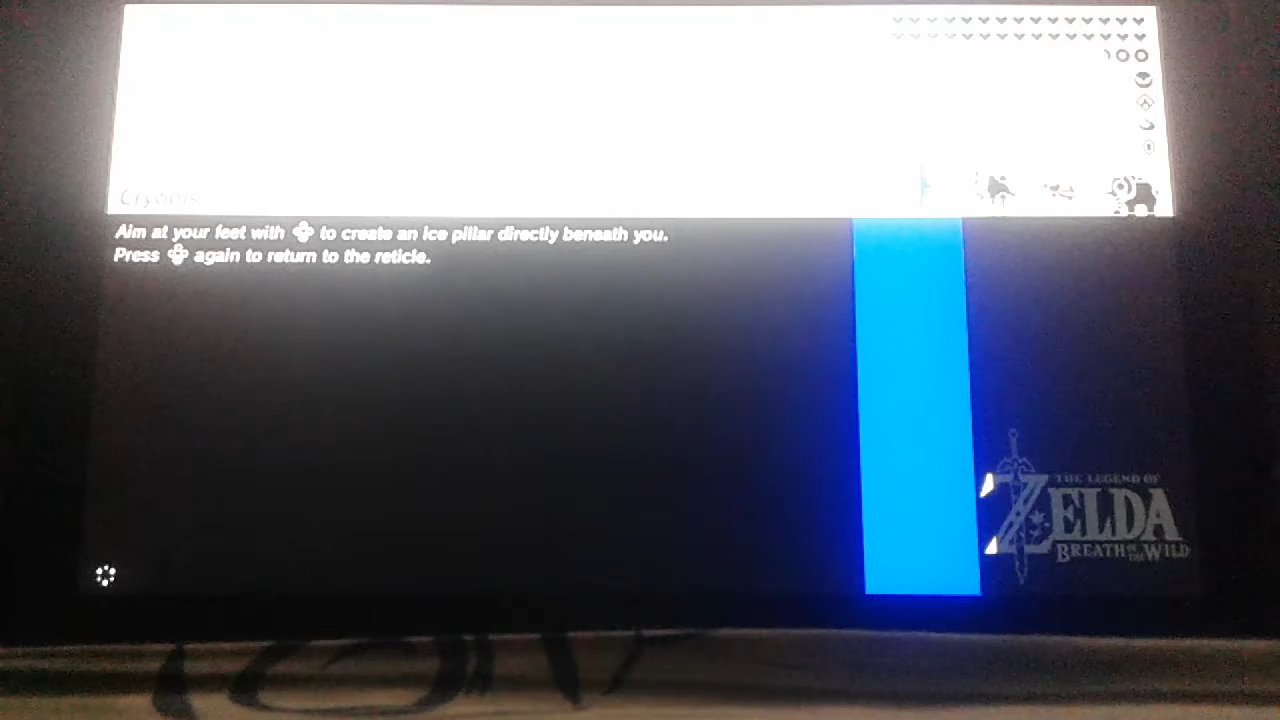 Cryonis
Aim at your feet with to create an ice pillar directly beneath you.
Press again to return to the reticle.
THE LEGEND OF
ZELDA
BREATH OF THE WILD